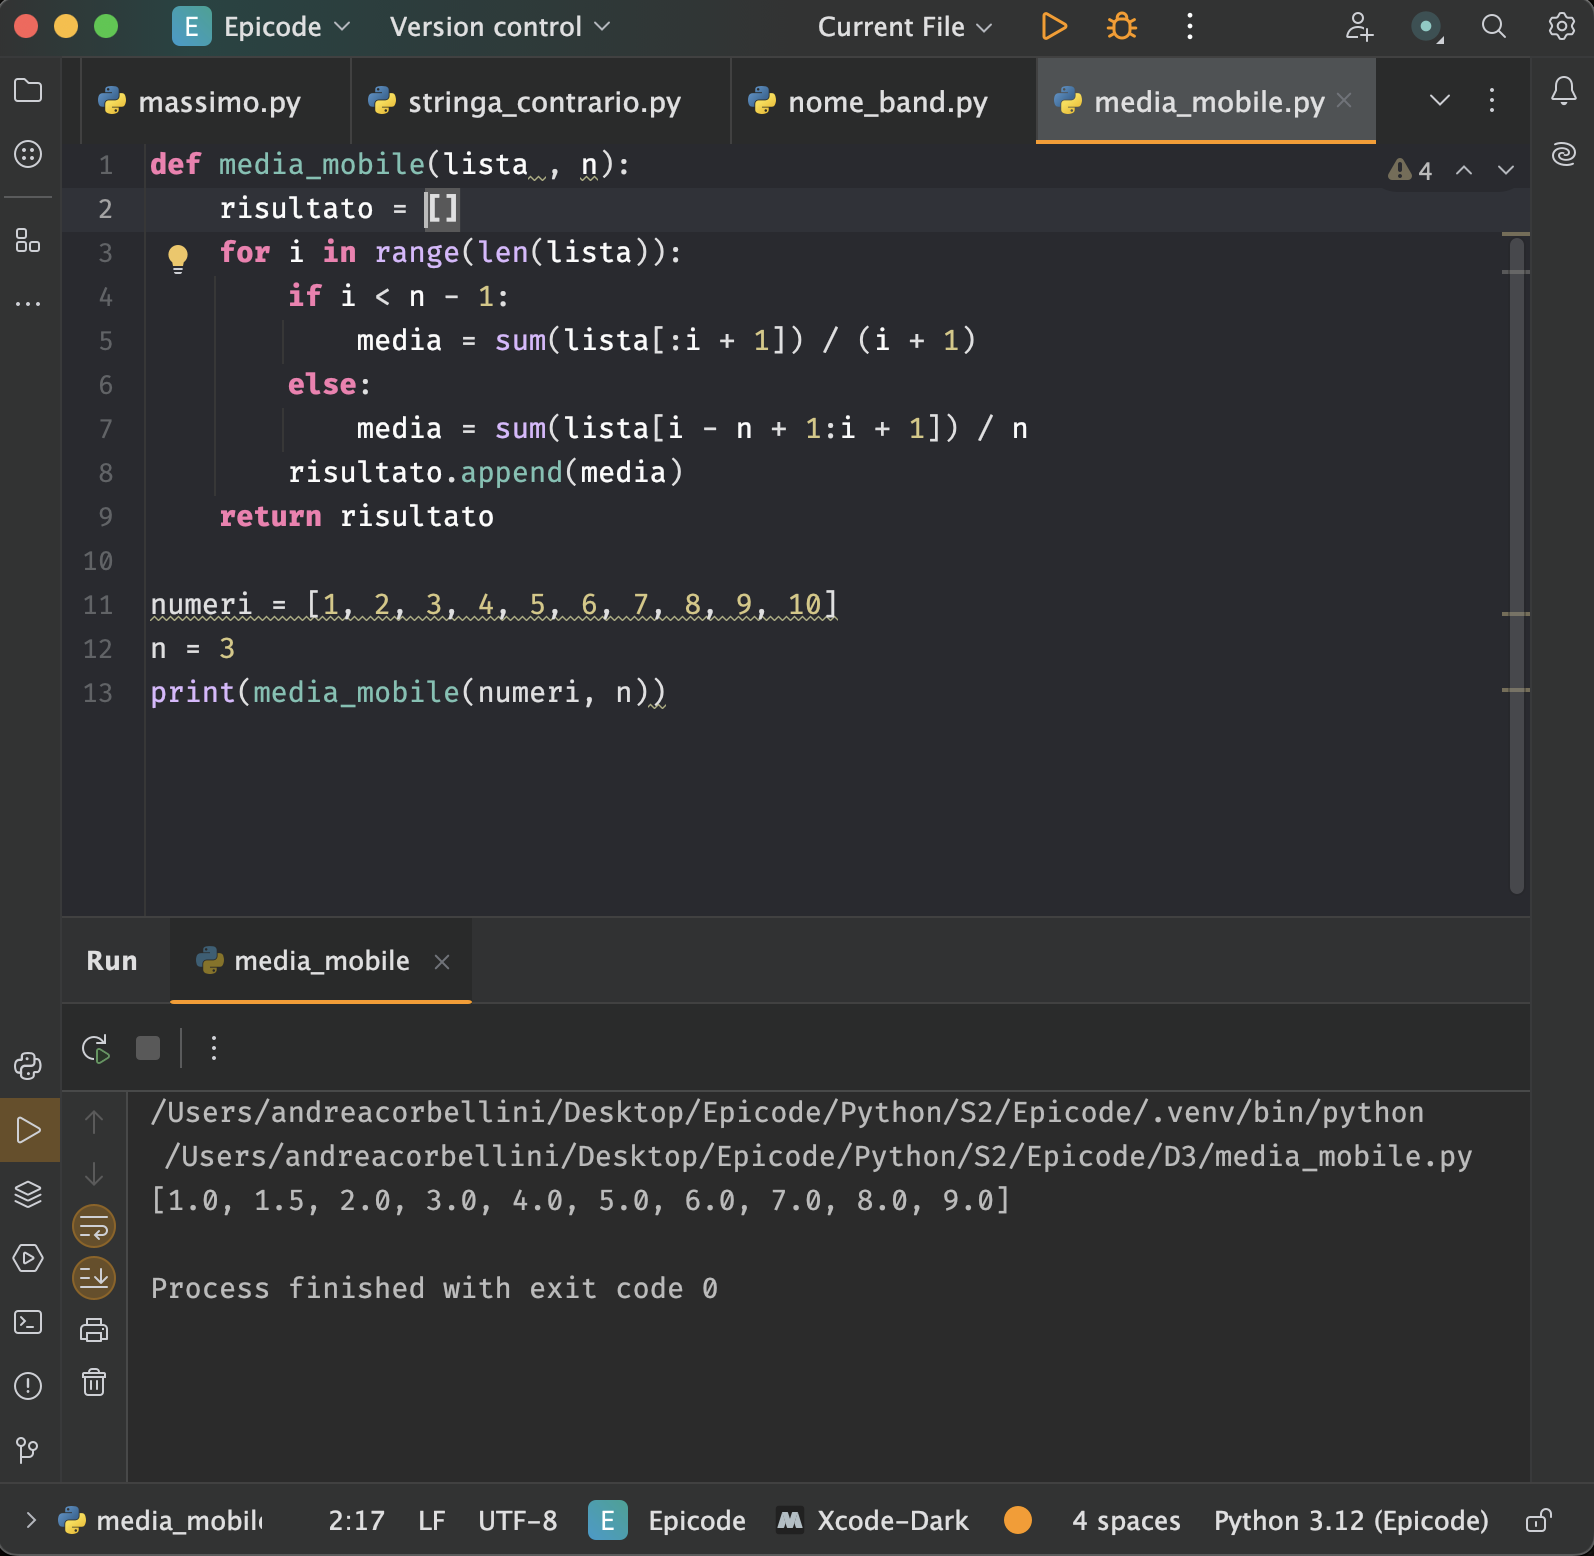 E Epicode Version control Current File
massimo.py stringa_contrario.py nome_band.py media_mobile.py
1 def media_mobile(lista , n):
4
2     risultato = []
3     for i in range(len(lista)):
4         if i < n - 1:
5             media = sum(lista[:i + 1]) / (i + 1)
6         else:
7             media = sum(lista[i - n + 1:i + 1]) / n
8         risultato.append(media)
9     return risultato
10
11 numeri = [1, 2, 3, 4, 5, 6, 7, 8, 9, 10]
12 n = 3
13 print(media_mobile(numeri, n))
Run media_mobile
/Users/andreacorbellini/Desktop/Epicode/Python/S2/Epicode/.venv/bin/python
/Users/andreacorbellini/Desktop/Epicode/Python/S2/Epicode/D3/media_mobile.py
[1.0, 1.5, 2.0, 3.0, 4.0, 5.0, 6.0, 7.0, 8.0, 9.0]
Process finished with exit code 0
media_mobil 2:17 LF UTF-8 E Epicode M Xcode-Dark 4 spaces Python 3.12 (Epicode)